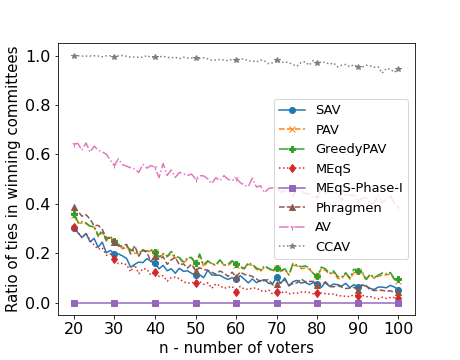 1.0
0.8
0.6
0.4
0.2
0.0
Ratio of ties in winning committees
SAV
PAV
GreedyPAV
MEqS
MEqS-Phase-I
Phragmen
AV
CCAV
20 30 40 50 60 70 80 90 100
n - number of voters